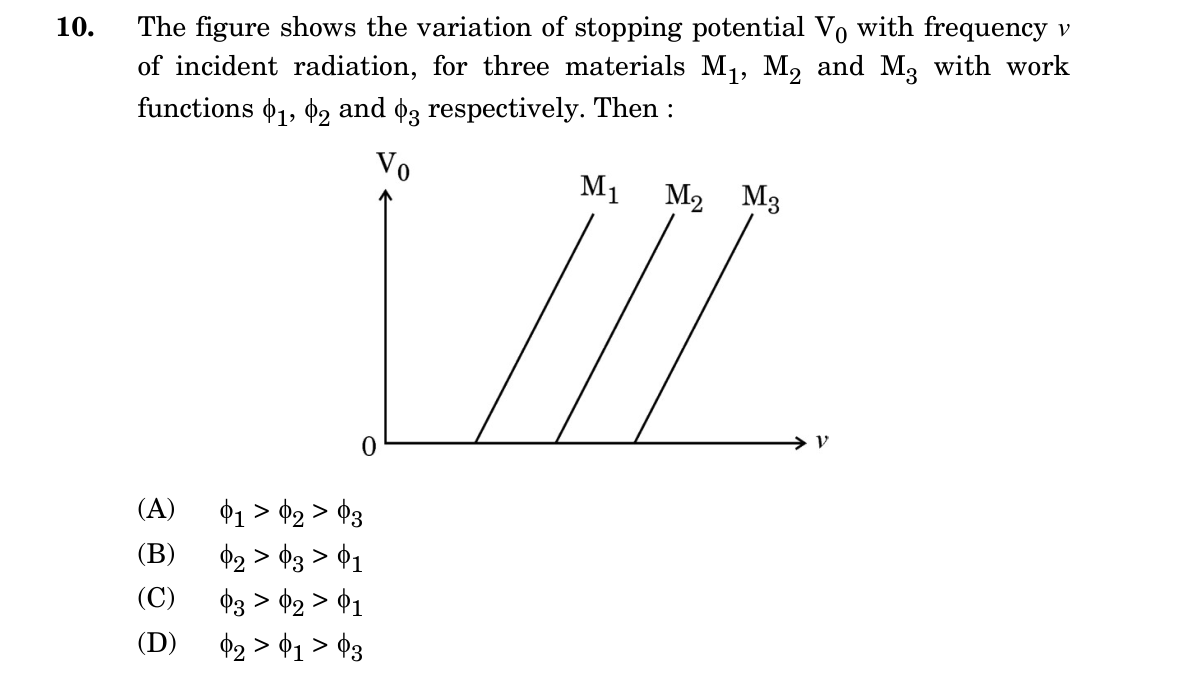 10. The figure shows the variation of stopping potential V₀ with frequency ν
of incident radiation, for three materials M₁, M₂ and M₃ with work
functions ϕ₁, ϕ₂ and ϕ₃ respectively. Then :
V₀
M₁ M₂ M₃
0 ν
(A) ϕ₁ > ϕ₂ > ϕ₃
(B) ϕ₂ > ϕ₃ > ϕ₁
(C) ϕ₃ > ϕ₂ > ϕ₁
(D) ϕ₂ > ϕ₁ > ϕ₃